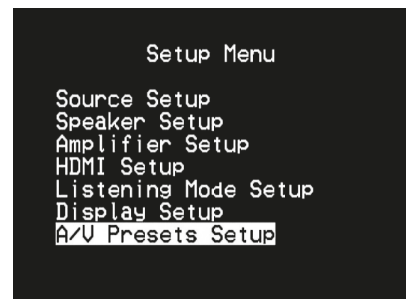 Setup Menu
Source Setup
Speaker Setup
Amplifier Setup
HDMI Setup
Listening Mode Setup
Display Setup
A/V Presets Setup